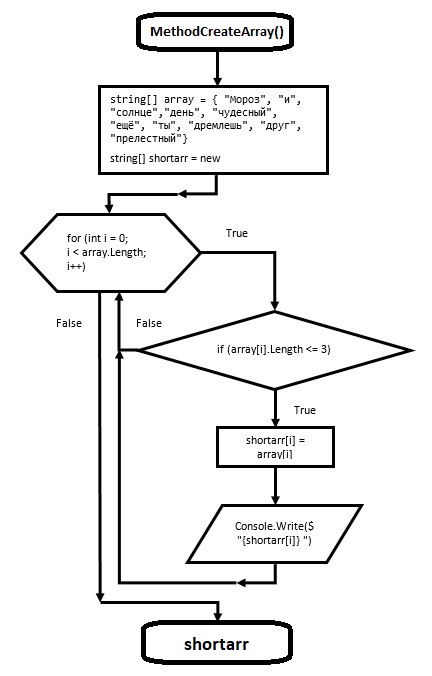 MethodCreateArray()
string[] array = { "Мороз", "и",
"солнце","день", "чудесный",
"ещё", "ты", "дремлешь", "друг",
"прелестный"}
string[] shortarr = new
for (int i = 0;
i < array.Length;
i++)
True
False
False
if (array[i].Length <= 3)
True
shortarr[i] =
array[i]
Console.Write($
"{shortarr[i]} ")
shortarr